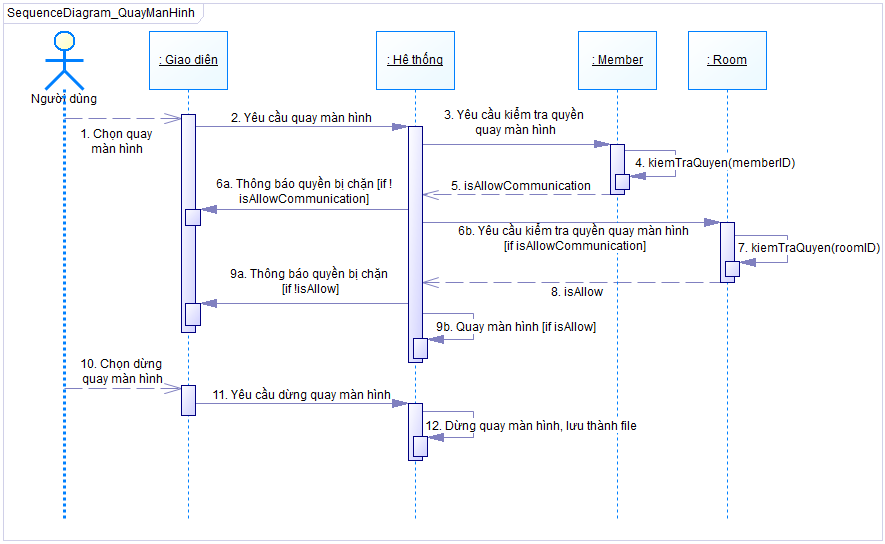 SequenceDiagram_QuayManHinh
: Giao diên
: Hê thống
: Member
: Room
Người dùng
1. Chọn quay
màn hình
2. Yêu cầu quay màn hình
3. Yêu cầu kiểm tra quyền
quay màn hình
4. kiemTraQuyen(memberID)
5. isAllowCommunication
6a. Thông báo quyền bị chặn [if !
isAllowCommunication]
6b. Yêu cầu kiểm tra quyền quay màn hình
[if isAllowCommunication]
7. kiemTraQuyen(roomID)
8. isAllow
9a. Thông báo quyền bị chặn
[if !isAllow]
9b. Quay màn hình [if isAllow]
10. Chọn dừng
quay màn hình
11. Yêu cầu dừng quay màn hình
12. Dừng quay màn hình, lưu thành file